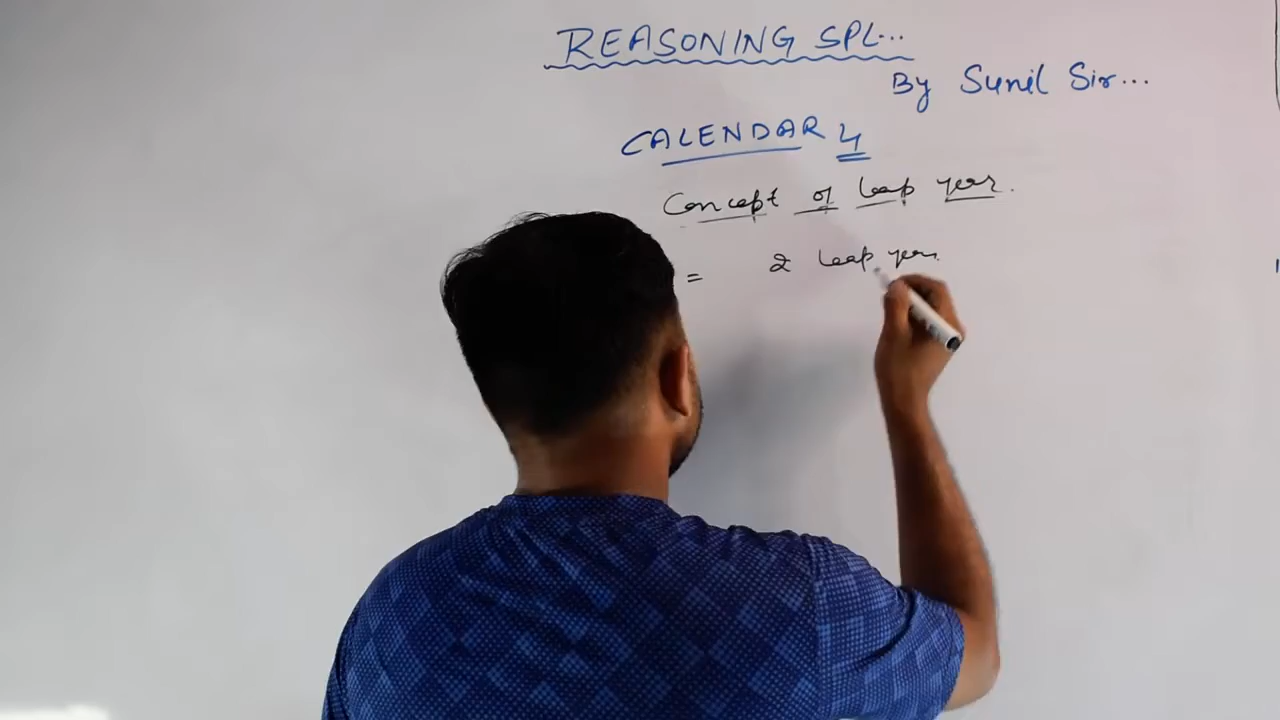 REASONING SPL...
By Sunil Sir...
CALENDAR 4
Concept of leap year.
= 2 leap year